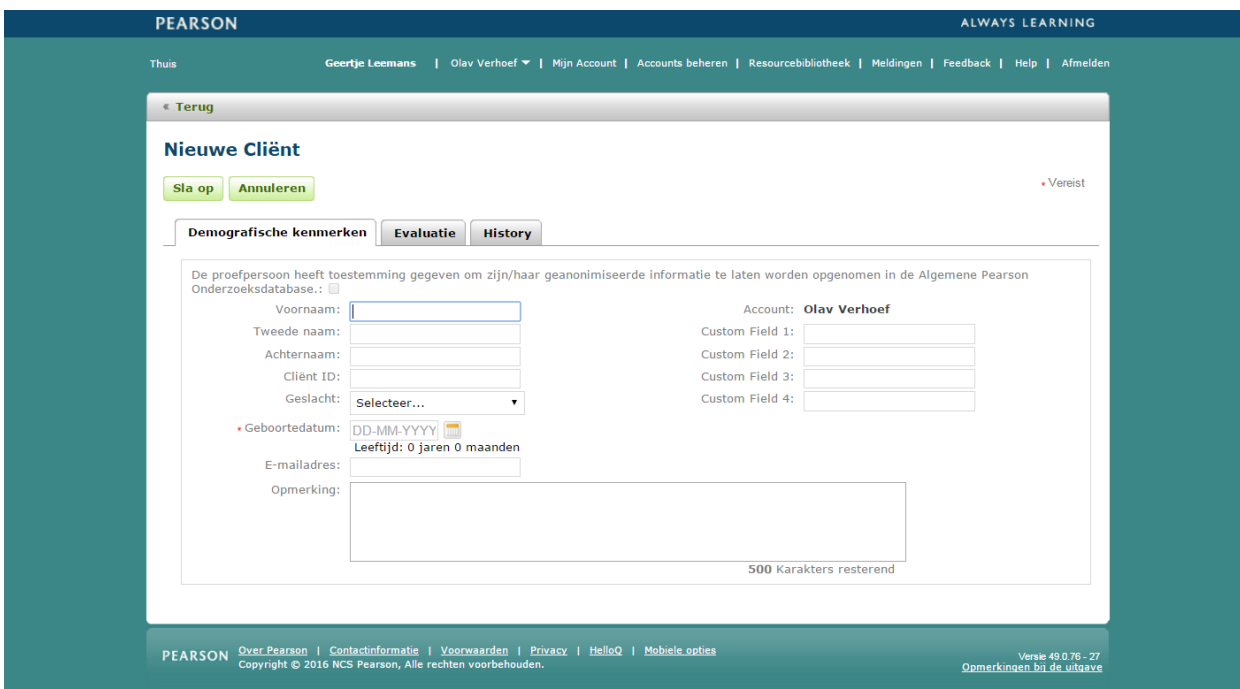 PEARSON ALWAYS LEARNING
Thuis Geertje Leemans | Olav Verhoef | Mijn Account | Accounts beheren | Resourcebibliotheek | Meldingen | Feedback | Help | Afmelden
« Terug
Nieuwe Cliënt
Sla op Annuleren • Vereist
Demografische kenmerken Evaluatie History
De proefpersoon heeft toestemming gegeven om zijn/haar geanonimiseerde informatie te laten worden opgenomen in de Algemene Pearson
Onderzoeksdatabase.:
Voornaam: Account: Olav Verhoef
Tweede naam: Custom Field 1:
Achternaam: Custom Field 2:
Cliënt ID: Custom Field 3:
Geslacht: Selecteer... Custom Field 4:
• Geboortedatum: DD-MM-YYYY
Leeftijd: 0 jaren 0 maanden
E-mailadres:
Opmerking:
500 Karakters resterend
PEARSON Over Pearson | Contactinformatie | Voorwaarden | Privacy | HelloQ | Mobiele opties
Copyright © 2016 NCS Pearson, Alle rechten voorbehouden.
Versie 49.0.76 - 27
Opmerkingen bij de uitgave